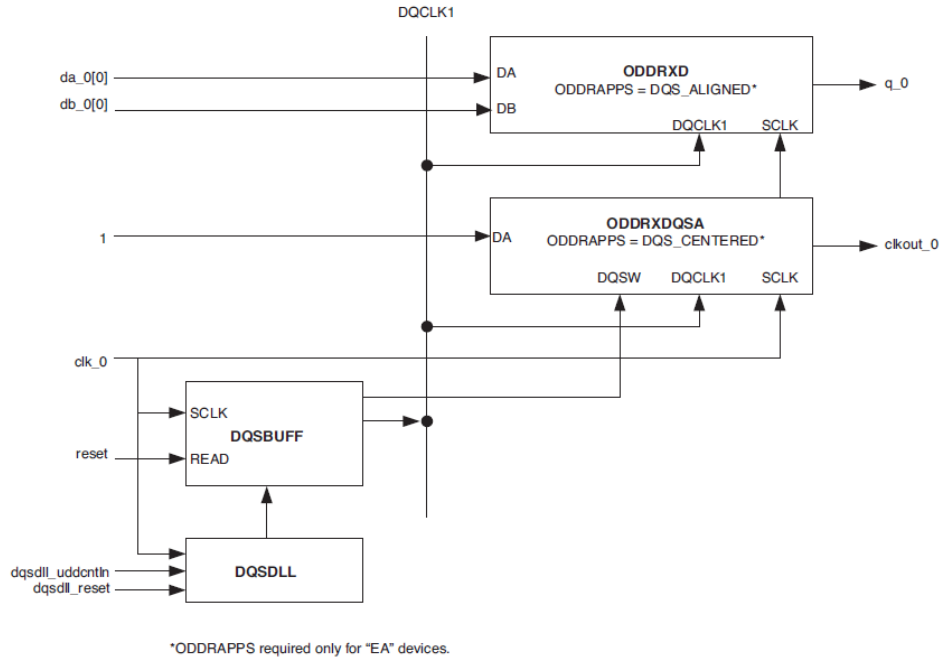 DQCLK1
da_0[0]
db_0[0]
DA
DB
ODDRXD
ODDRAPPS = DQS_ALIGNED*
DQCLK1 SCLK
q_0
1
DA
ODDRXDQSA
ODDRAPPS = DQS_CENTERED*
DQSW DQCLK1 SCLK
clkout_0
clk_0
SCLK
DQSBUFF
reset
READ
dqsdll_uddcntln
dqsdll_reset
DQSDLL
*ODDRAPPS required only for “EA” devices.